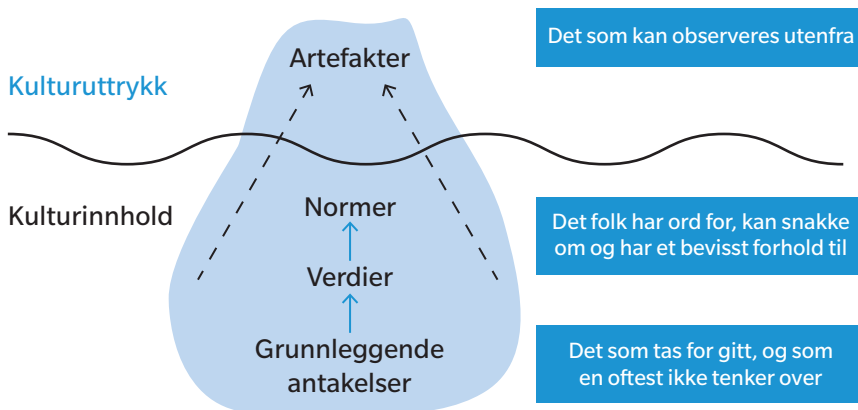 Det som kan observeres utenfra
Artefakter
Kulturuttrykk
Kulturinnhold
Normer
Det folk har ord for, kan snakke
om og har et bevisst forhold til
Verdier
Grunnleggende
antakelser
Det som tas for gitt, og som
en oftest ikke tenker over